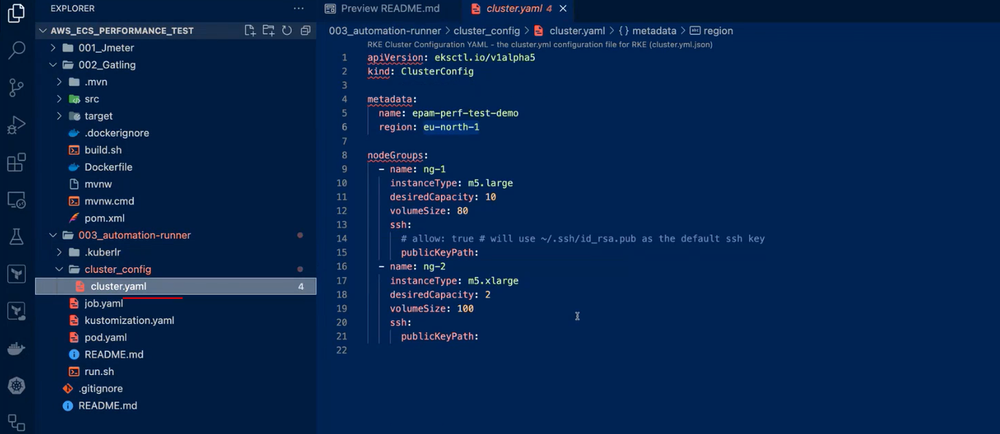 EXPLORER
AWS_ECS_PERFORMANCE_TEST
001_Jmeter
002_Gatling
.mvn
src
target
.dockerignore
build.sh
Dockerfile
mvnw
mvnw.cmd
pom.xml
003_automation-runner
.kuberlr
cluster_config
cluster.yaml 4
job.yaml
kustomization.yaml
pod.yaml
README.md
run.sh
.gitignore
README.md
Preview README.md
cluster.yaml 4
003_automation-runner > cluster_config > cluster.yaml > {} metadata > region
RKE Cluster Configuration YAML - the cluster.yml configuration file for RKE (cluster.yml.json)
1 apiVersion: eksctl.io/v1alpha5
2 kind: ClusterConfig
3
4 metadata:
5 name: epam-perf-test-demo
6 region: eu-north-1
7
8 nodeGroups:
9 - name: ng-1
10 instanceType: m5.large
11 desiredCapacity: 10
12 volumeSize: 80
13 ssh:
14 # allow: true # will use ~/.ssh/id_rsa.pub as the default ssh key
15 publicKeyPath:
16 - name: ng-2
17 instanceType: m5.xlarge
18 desiredCapacity: 2
19 volumeSize: 100
20 ssh:
21 publicKeyPath:
22